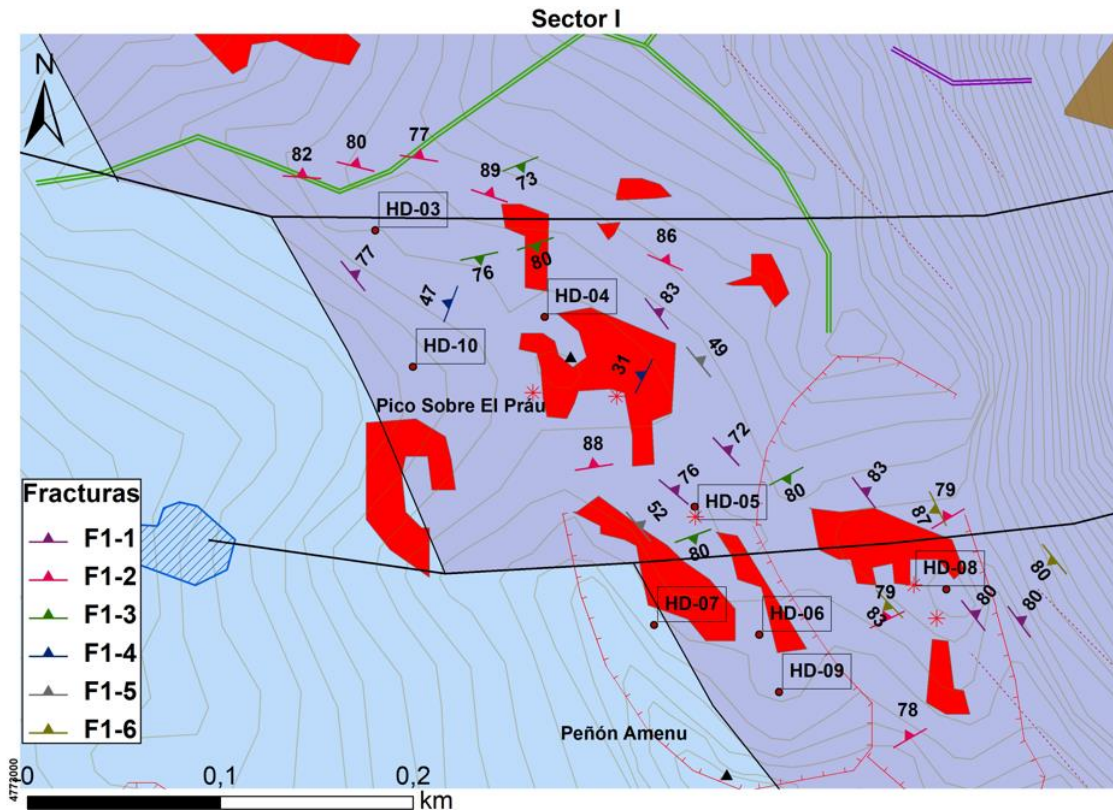 Sector I
N
77
80
82
89
73
HD-03
86
77
76
80
47
HD-04
83
49
HD-10
31
Pico Sobre El Práu
72
88
76
83
80
79
HD-05
87
52
80
80
HD-08
79
HD-07
83
80
80
HD-06
HD-09
78
Peñón Amenu
Fracturas
F1-1
F1-2
F1-3
F1-4
F1-5
F1-6
0 0,1 0,2
km